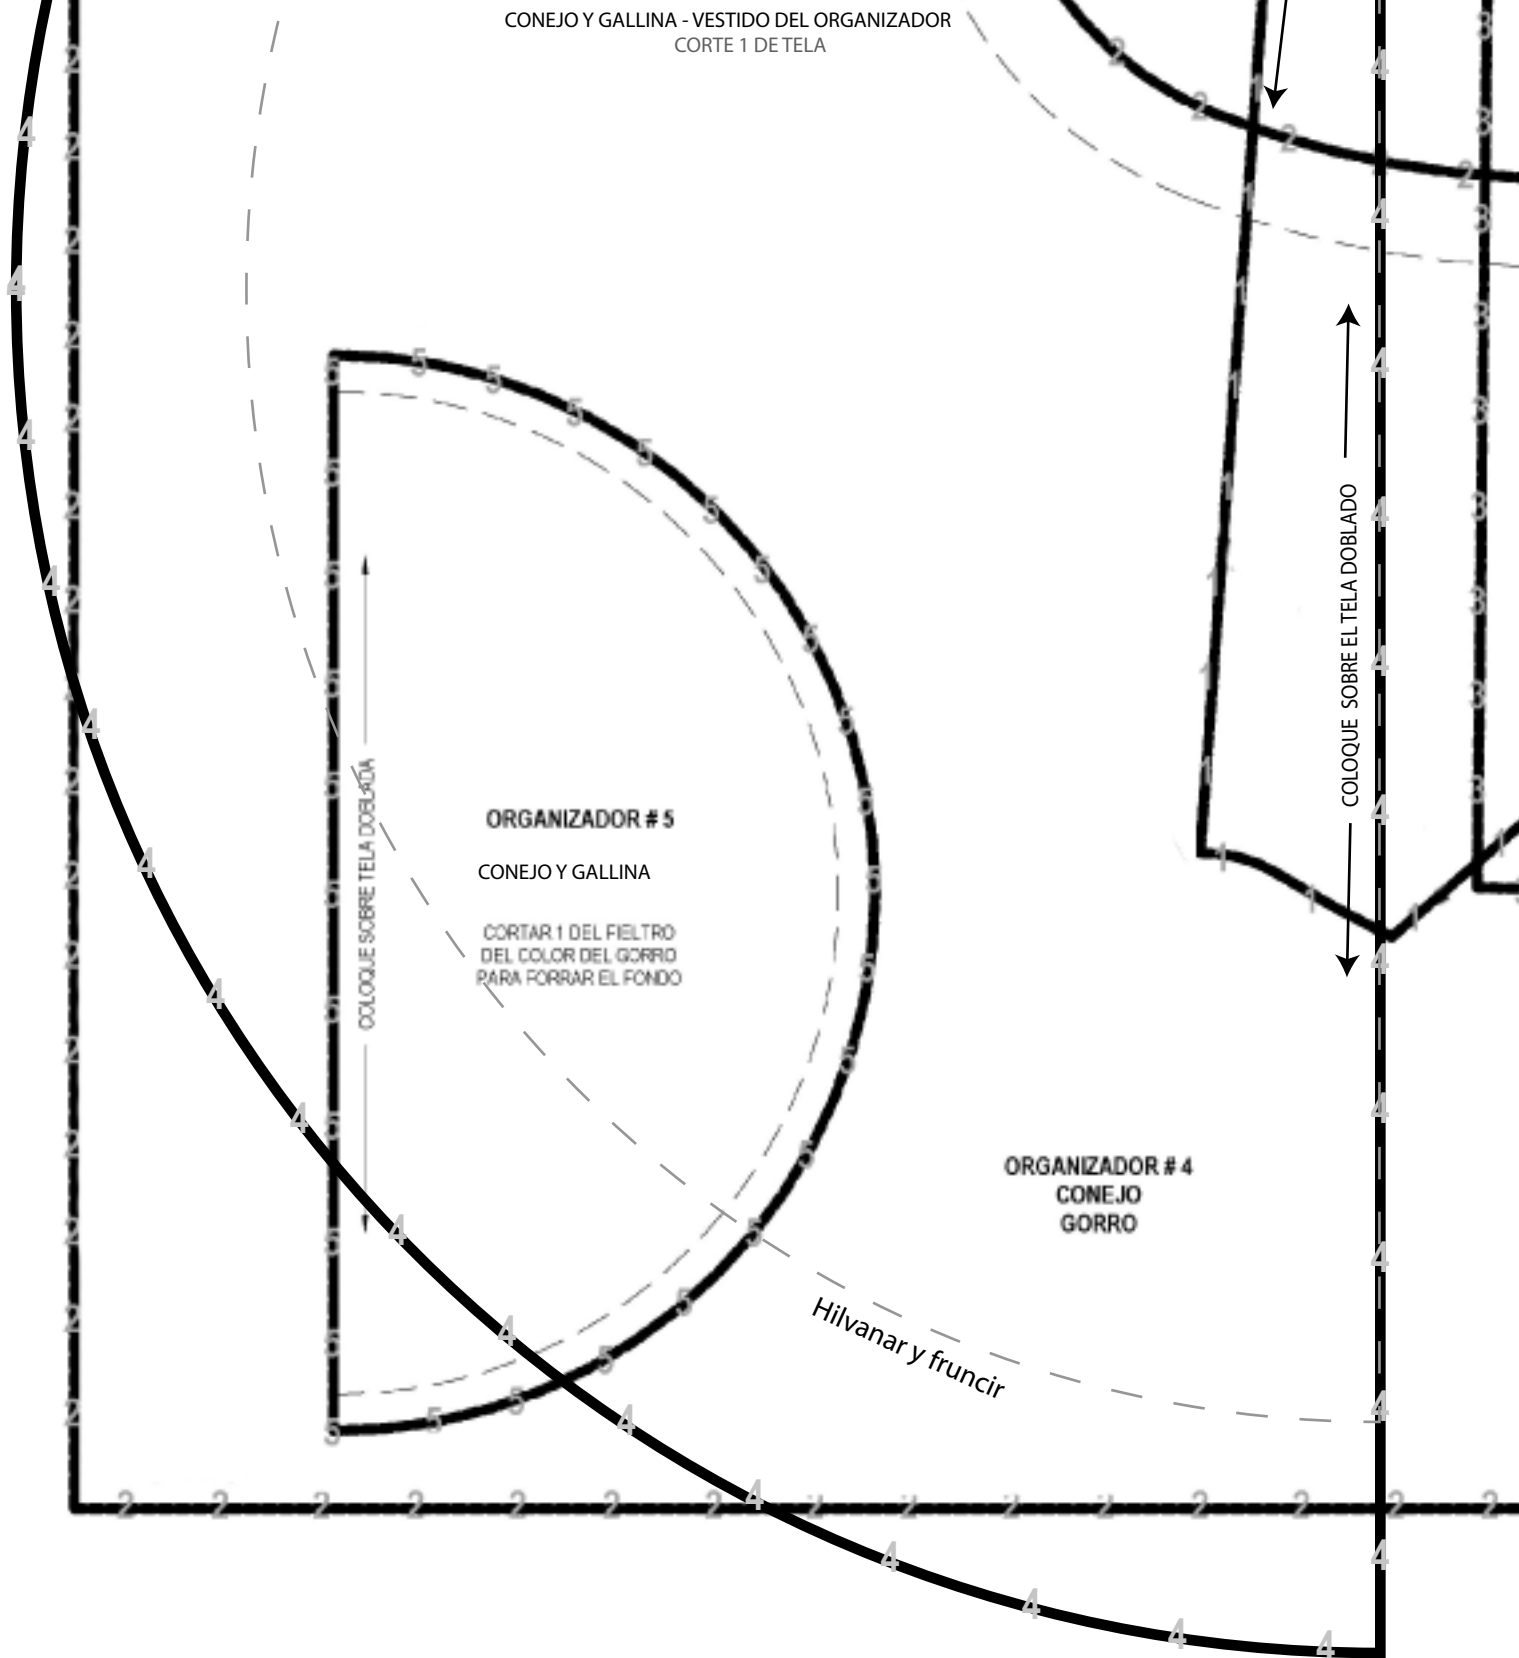 CONEJO Y GALLINA - VESTIDO DEL ORGANIZADOR
CORTE 1 DE TELA
COLOQUE SOBRE EL TELA DOBLADO
COLOQUE SOBRE TELA DOBLADA
ORGANIZADOR # 5
CONEJO Y GALLINA
CORTAR 1 DEL FIELTRO
DEL COLOR DEL GORRO
PARA FORRAR EL FONDO
ORGANIZADOR # 4
CONEJO
GORRO
Hilvanar y fruncir